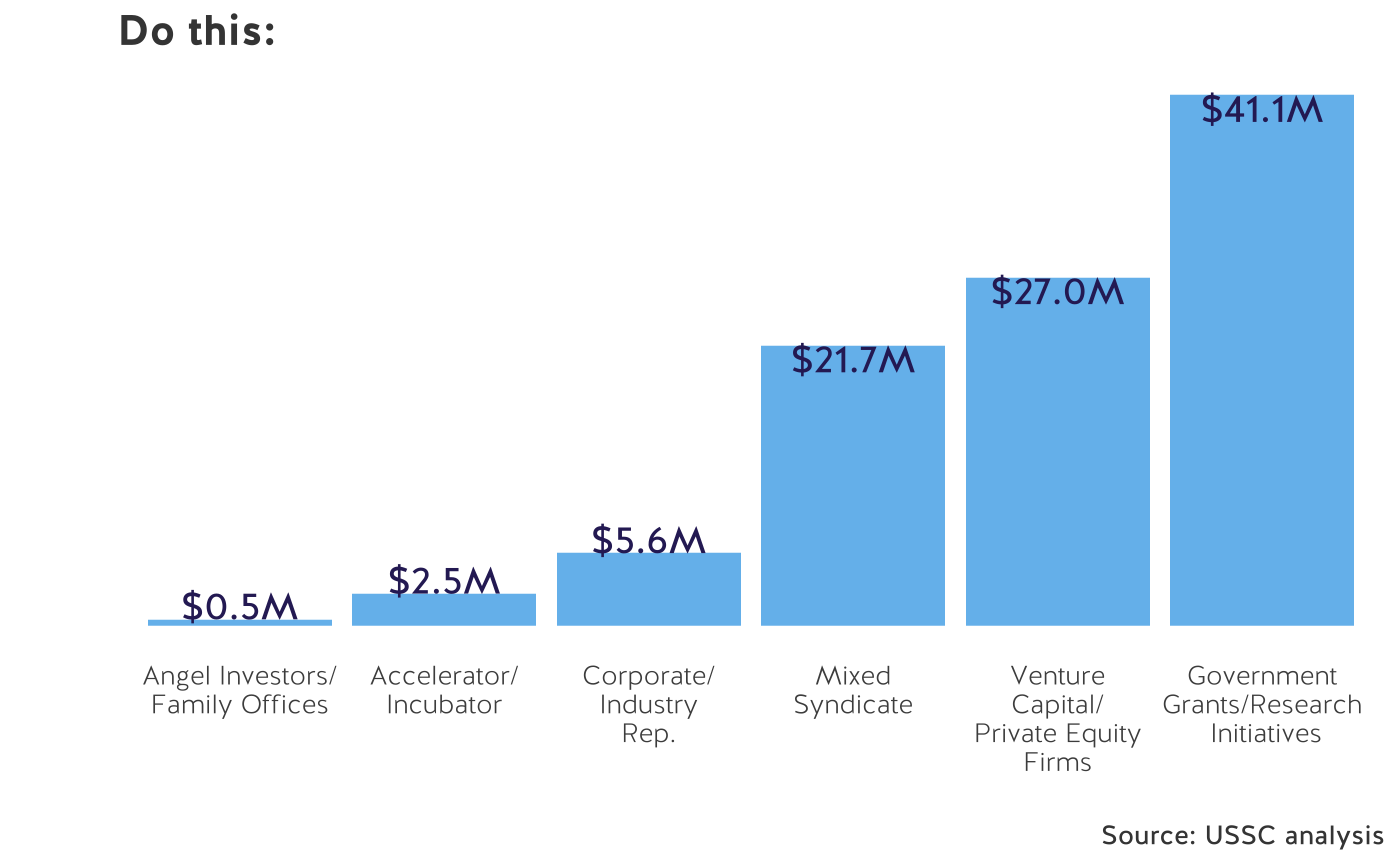 Do this:
$41.1M
$27.0M
$21.7M
$5.6M
$2.5M
$0.5M
Angel Investors/
Family Offices
Accelerator/
Incubator
Corporate/
Industry
Rep.
Mixed
Syndicate
Venture
Capital/
Private Equity
Firms
Government
Grants/Research
Initiatives
Source: USSC analysis